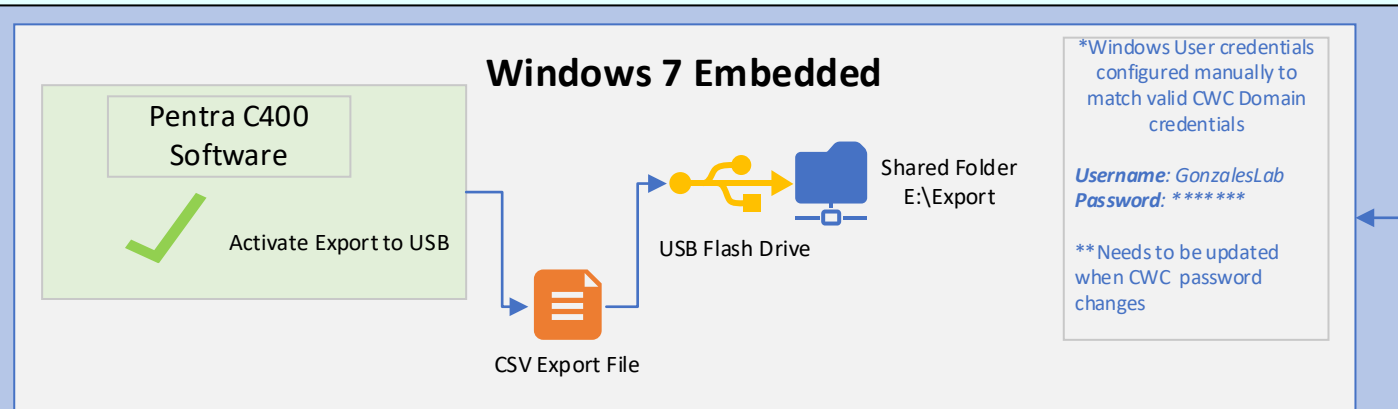 Windows 7 Embedded
Pentra C400
Software
Activate Export to USB
CSV Export File
USB Flash Drive
Shared Folder
E:\Export
*Windows User credentials
configured manually to
match valid CWC Domain
credentials
Username: GonzalesLab
Password: *******
**Needs to be updated
when CWC password
changes